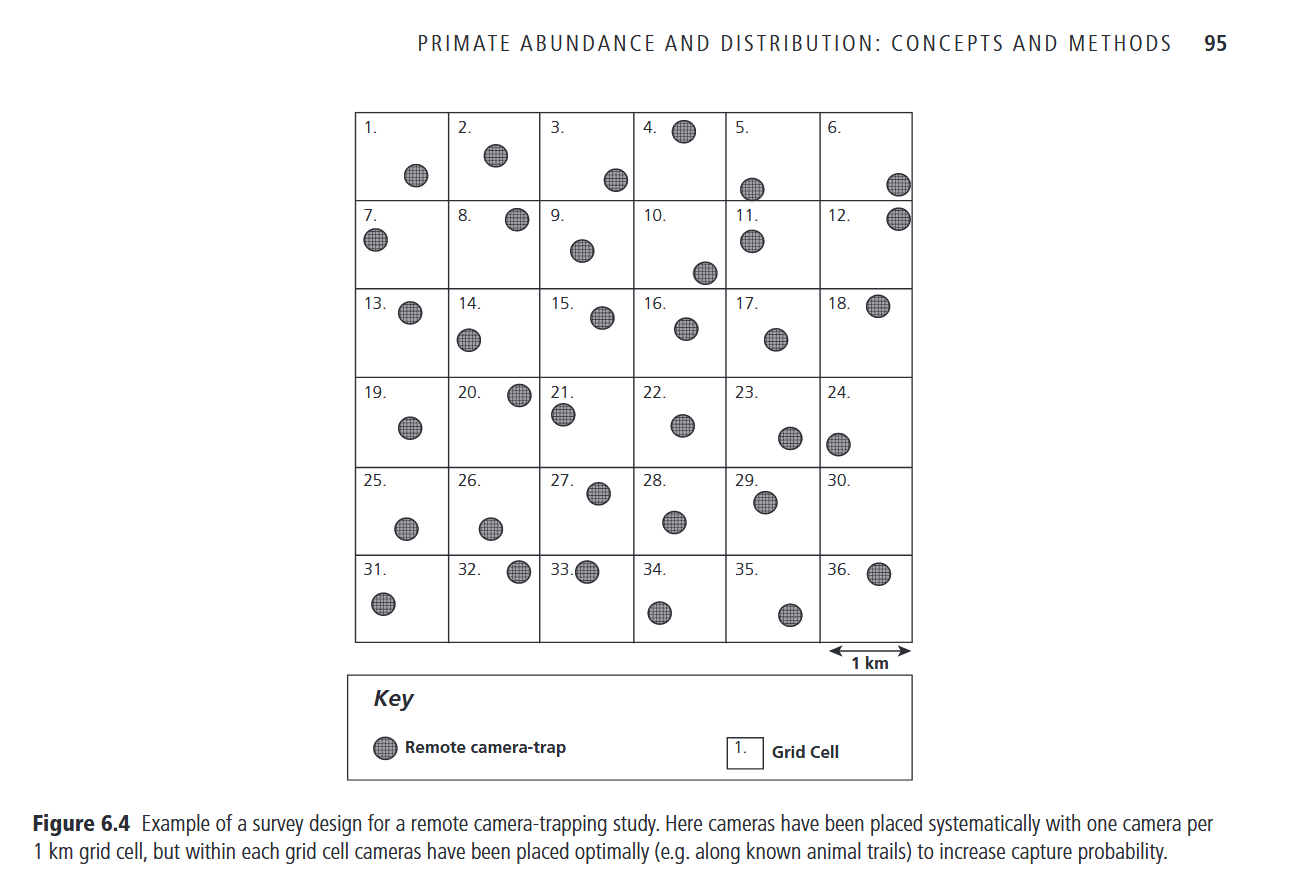 PRIMATE ABUNDANCE AND DISTRIBUTION: CONCEPTS AND METHODS 95
1. 2. 3. 4. 5. 6.
7. 8. 9. 10. 11. 12.
13. 14. 15. 16. 17. 18.
19. 20. 21. 22. 23. 24.
25. 26. 27. 28. 29. 30.
31. 32. 33. 34. 35. 36.
1 km
Key
Remote camera-trap 1. Grid Cell
Figure 6.4 Example of a survey design for a remote camera-trapping study. Here cameras have been placed systematically with one camera per
1 km grid cell, but within each grid cell cameras have been placed optimally (e.g. along known animal trails) to increase capture probability.